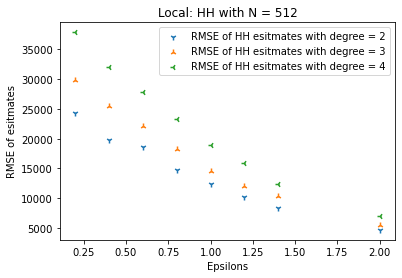 Local: HH with N = 512
RMSE of HH esitmates with degree = 2
RMSE of HH esitmates with degree = 3
RMSE of HH esitmates with degree = 4
RMSE of esitmates
35000
30000
25000
20000
15000
10000
5000
0.25 0.50 0.75 1.00 1.25 1.50 1.75 2.00
Epsilons